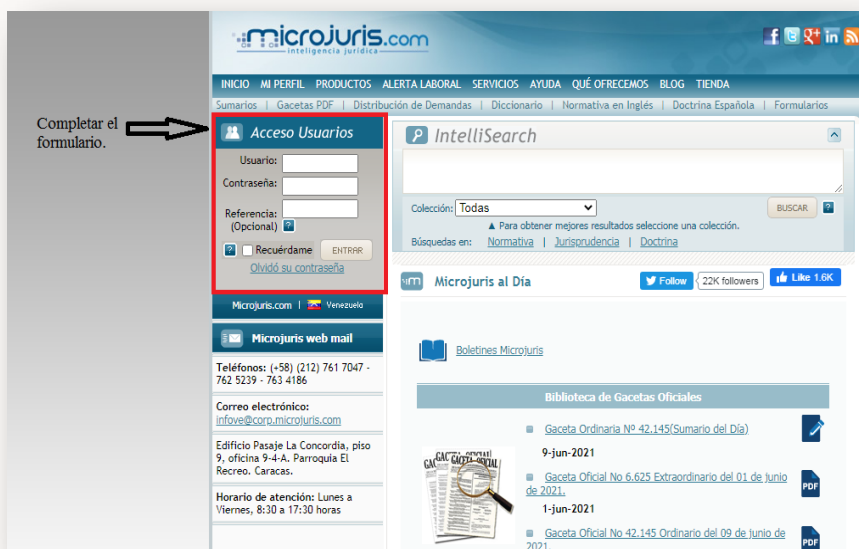 microjuris.com
inteligencia jurídica
INICIO MI PERFIL PRODUCTOS ALERTA LABORAL SERVICIOS AYUDA QUÉ OFRECEMOS BLOG TIENDA
Sumarios | Gacetas PDF | Distribución de Demandas | Diccionario | Normativa en Inglés | Doctrina Española | Formularios
Completar el
formulario.
Acceso Usuarios
Usuario:
Contraseña:
Referencia:
(Opcional) ?
? Recuérdame ENTRAR
Olvidó su contraseña
Microjuris.com | Venezuela
Microjuris web mail
Teléfonos: (+58) (212) 761 7047 -
762 5239 - 763 4186
Correo electrónico:
infove@corp.microjuris.com
Edificio Pasaje La Concordia, piso
9, oficina 9-4-A. Parroquia El
Recreo. Caracas.
Horario de atención: Lunes a
Viernes, 8:30 a 17:30 horas
IntelliSearch
Colección: Todas BUSCAR ?
▲ Para obtener mejores resultados seleccione una colección.
Búsquedas en: Normativa | Jurisprudencia | Doctrina
m Microjuris al Día Follow 22K followers Like 1.6K
Boletines Microjuris
Biblioteca de Gacetas Oficiales
GACETA OFICIAL
Gaceta Ordinaria Nº 42.145(Sumario del Día)
9-jun-2021
Gaceta Oficial No 6.625 Extraordinario del 01 de junio
de 2021.
PDF
1-jun-2021
Gaceta Oficial No 42.145 Ordinario del 09 de junio de
2021
PDF